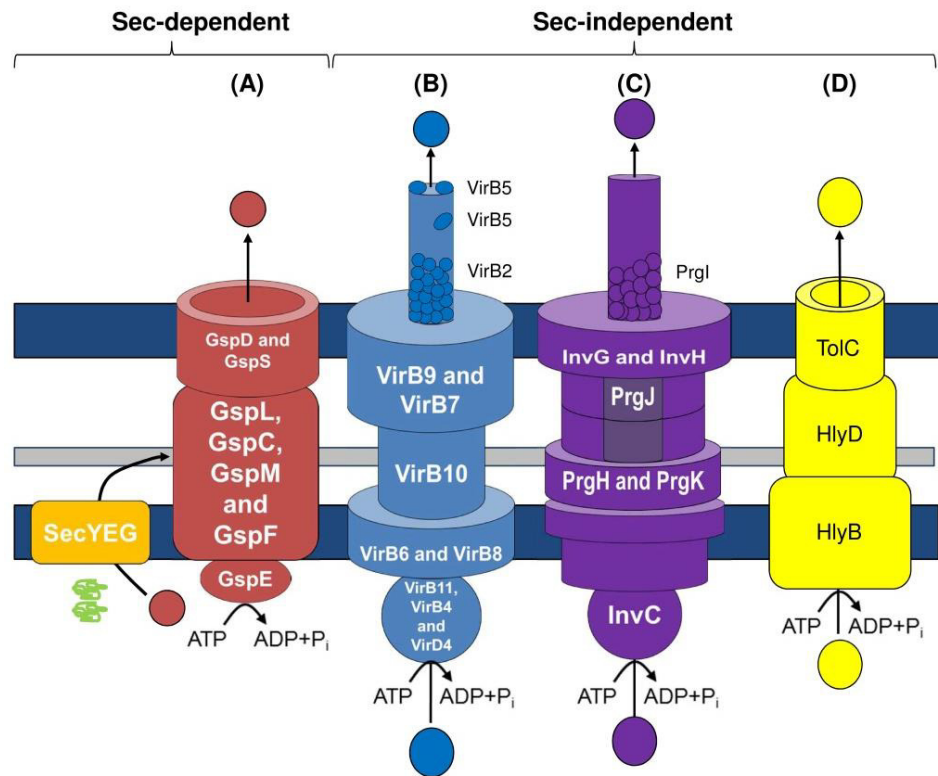 Sec-dependent
Sec-independent
(A)
(B)
(C)
(D)
VirB5
VirB5
VirB2
PrgI
GspD and
GspS
GspL,
GspC,
GspM
and
GspF
GspE
SecYEG
ATP
ADP+Pi
VirB9 and
VirB7
VirB10
VirB6 and VirB8
VirB11,
VirB4
and
VirD4
ATP
ADP+Pi
InvG and InvH
PrgJ
PrgH and PrgK
InvC
ATP
ADP+Pi
TolC
HlyD
HlyB
ATP
ADP+Pi